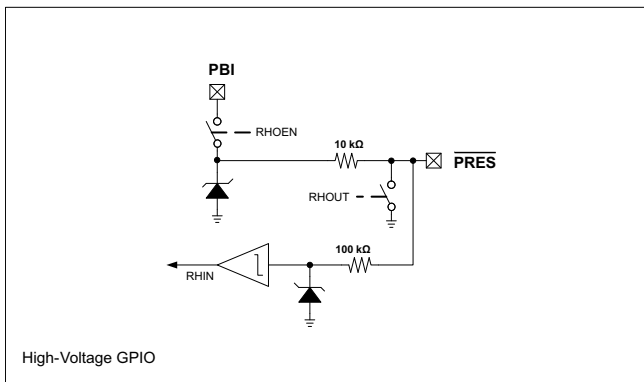 PBI
RHOEN
10 kΩ
PRES
RHOUT
100 kΩ
RHIN
High-Voltage GPIO